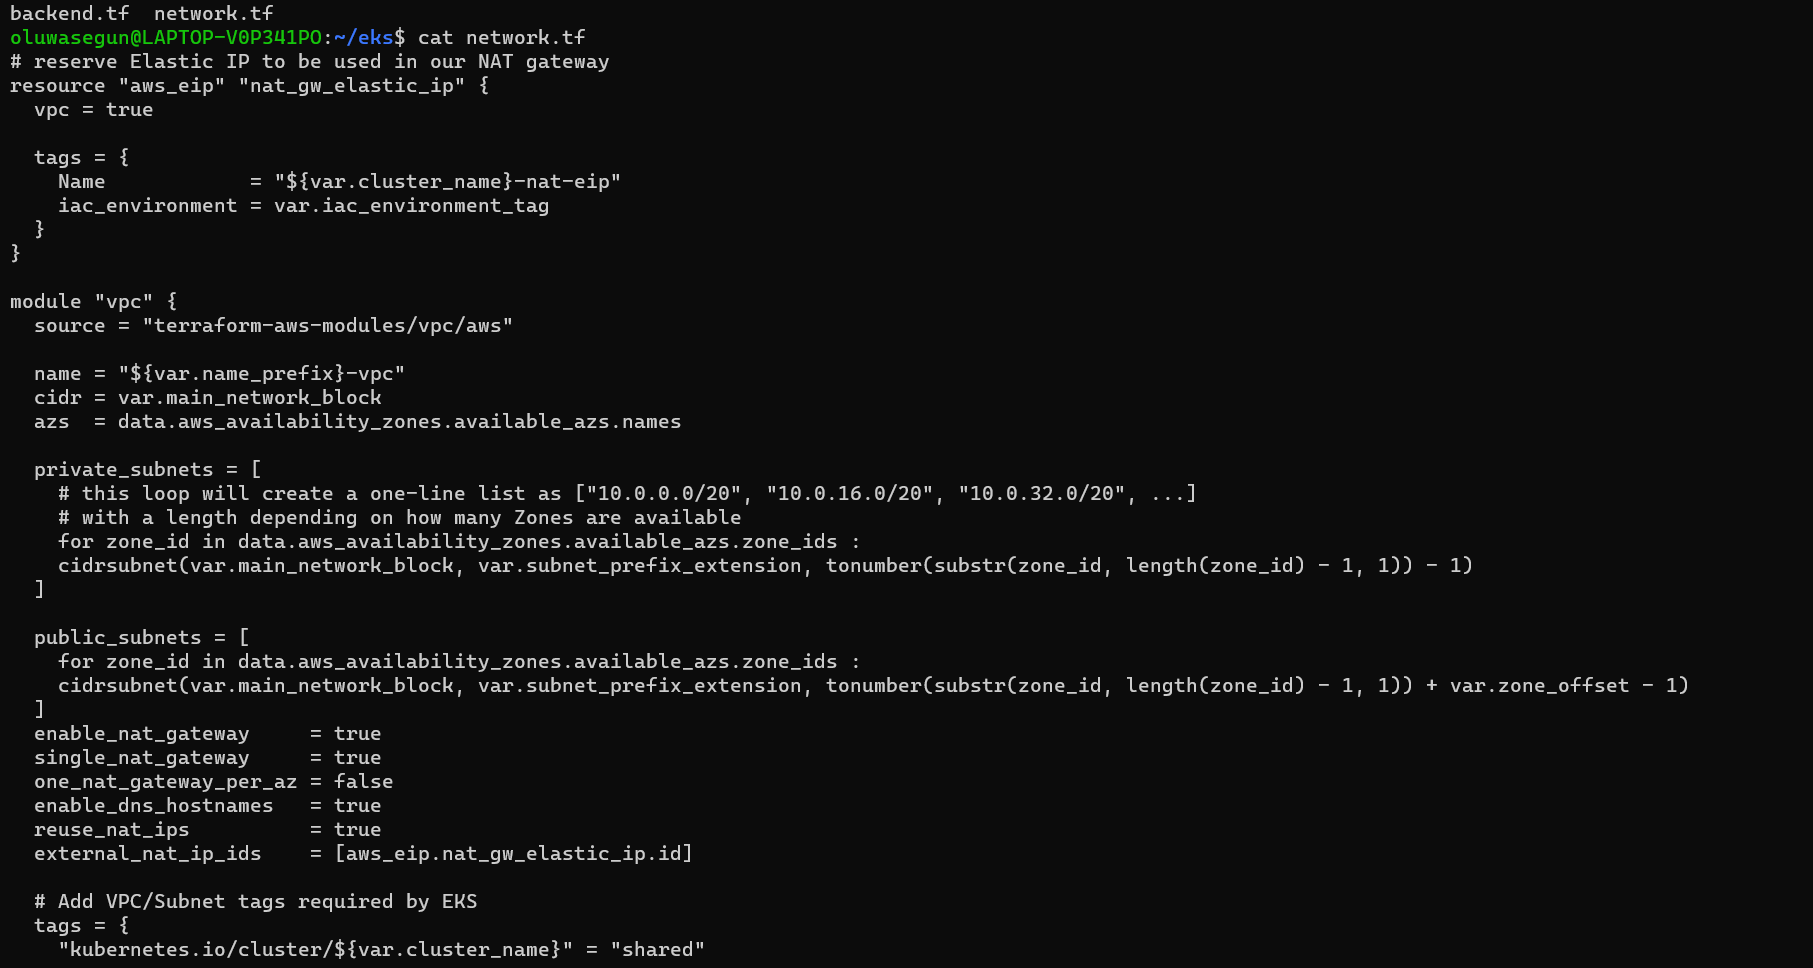 backend.tf  network.tf
oluwasegun@LAPTOP-V0P341PO:~/eks$ cat network.tf
# reserve Elastic IP to be used in our NAT gateway
resource "aws_eip" "nat_gw_elastic_ip" {
  vpc = true

  tags = {
    Name            = "${var.cluster_name}-nat-eip"
    iac_environment = var.iac_environment_tag
  }
}

module "vpc" {
  source = "terraform-aws-modules/vpc/aws"

  name = "${var.name_prefix}-vpc"
  cidr = var.main_network_block
  azs  = data.aws_availability_zones.available_azs.names

  private_subnets = [
    # this loop will create a one-line list as ["10.0.0.0/20", "10.0.16.0/20", "10.0.32.0/20", ...]
    # with a length depending on how many Zones are available
    for zone_id in data.aws_availability_zones.available_azs.zone_ids :
    cidrsubnet(var.main_network_block, var.subnet_prefix_extension, tonumber(substr(zone_id, length(zone_id) - 1, 1)) - 1)
  ]

  public_subnets = [
    for zone_id in data.aws_availability_zones.available_azs.zone_ids :
    cidrsubnet(var.main_network_block, var.subnet_prefix_extension, tonumber(substr(zone_id, length(zone_id) - 1, 1)) + var.zone_offset - 1)
  ]
  enable_nat_gateway     = true
  single_nat_gateway     = true
  one_nat_gateway_per_az = false
  enable_dns_hostnames   = true
  reuse_nat_ips          = true
  external_nat_ip_ids    = [aws_eip.nat_gw_elastic_ip.id]

  # Add VPC/Subnet tags required by EKS
  tags = {
    "kubernetes.io/cluster/${var.cluster_name}" = "shared"